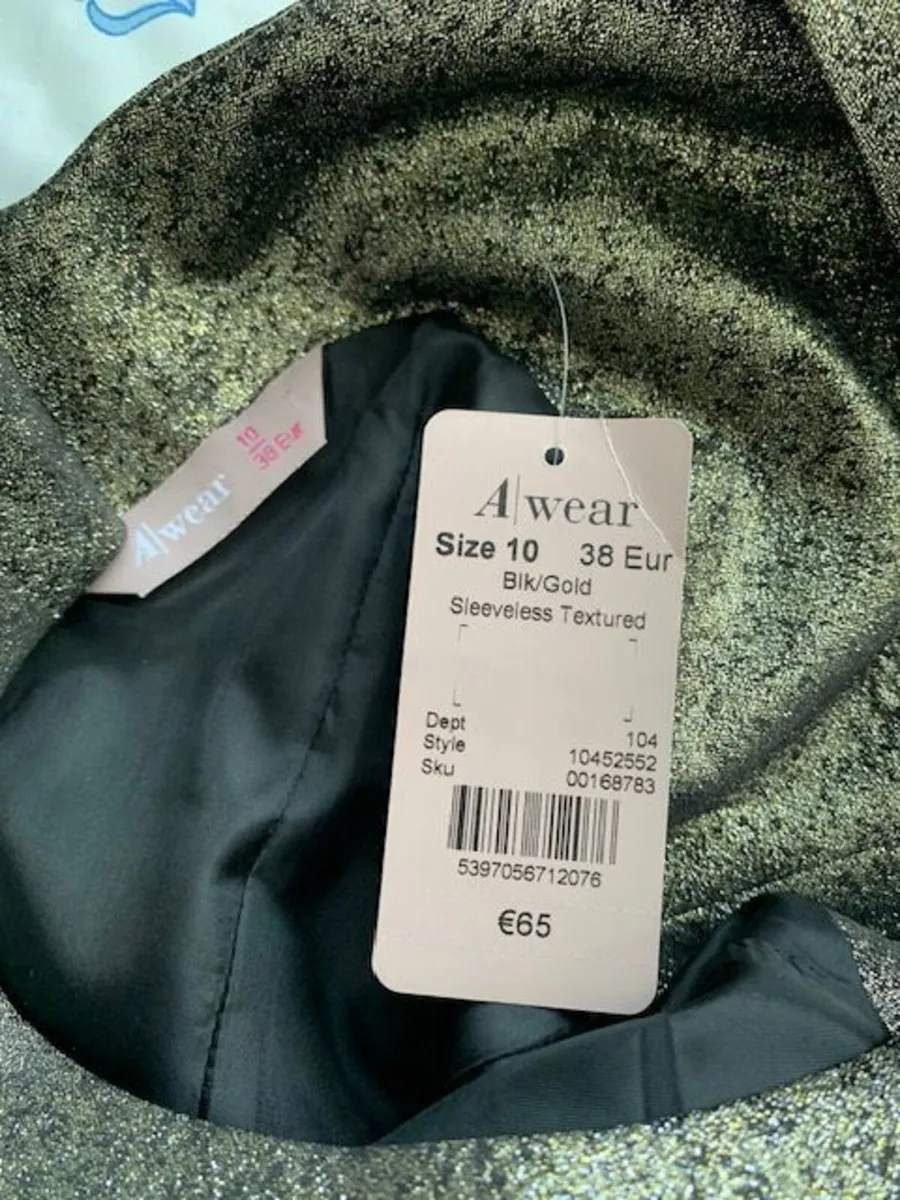 A|wear
Size 10 38 Eur
Blk/Gold
Sleeveless Textured
Dept 104
Style 10452552
Sku 00168783
5397056712076
€65
A|wear
10
38 Eur